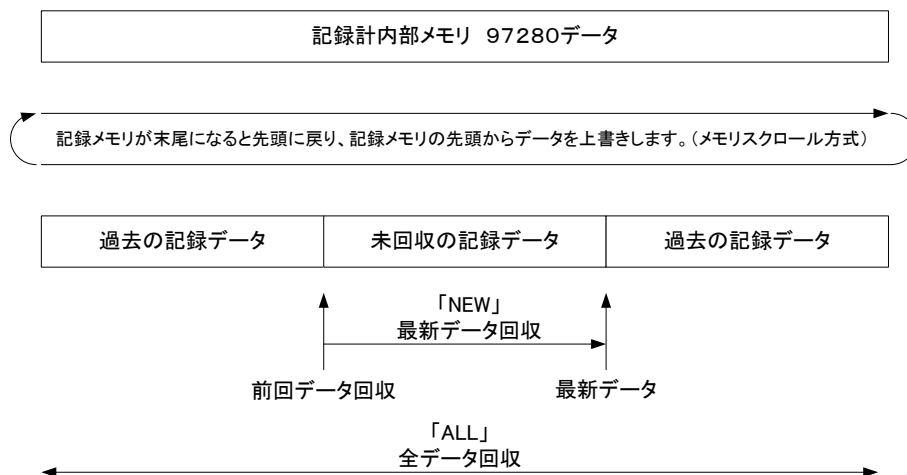 記録計内部メモリ 97280データ
記録メモリが末尾になると先頭に戻り、記録メモリの先頭からデータを上書きします。(メモリスクロール方式)
過去の記録データ 未回収の記録データ 過去の記録データ
「NEW」
最新データ回収
前回データ回収 最新データ
「ALL」
全データ回収